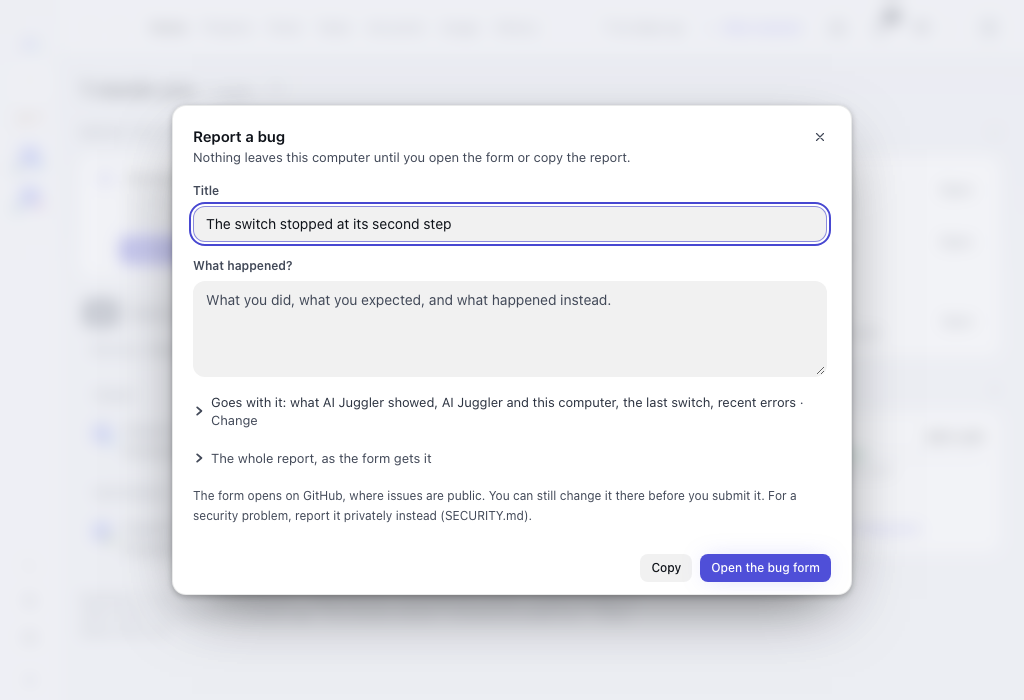 Report a bug
Nothing leaves this computer until you open the form or copy the report.
Title
The switch stopped at its second step
What happened?
What you did, what you expected, and what happened instead.
Goes with it: what AI Juggler showed, AI Juggler and this computer, the last switch, recent errors ·
Change
The whole report, as the form gets it
The form opens on GitHub, where issues are public. You can still change it there before you submit it. For a
security problem, report it privately instead (SECURITY.md).
Copy
Open the bug form